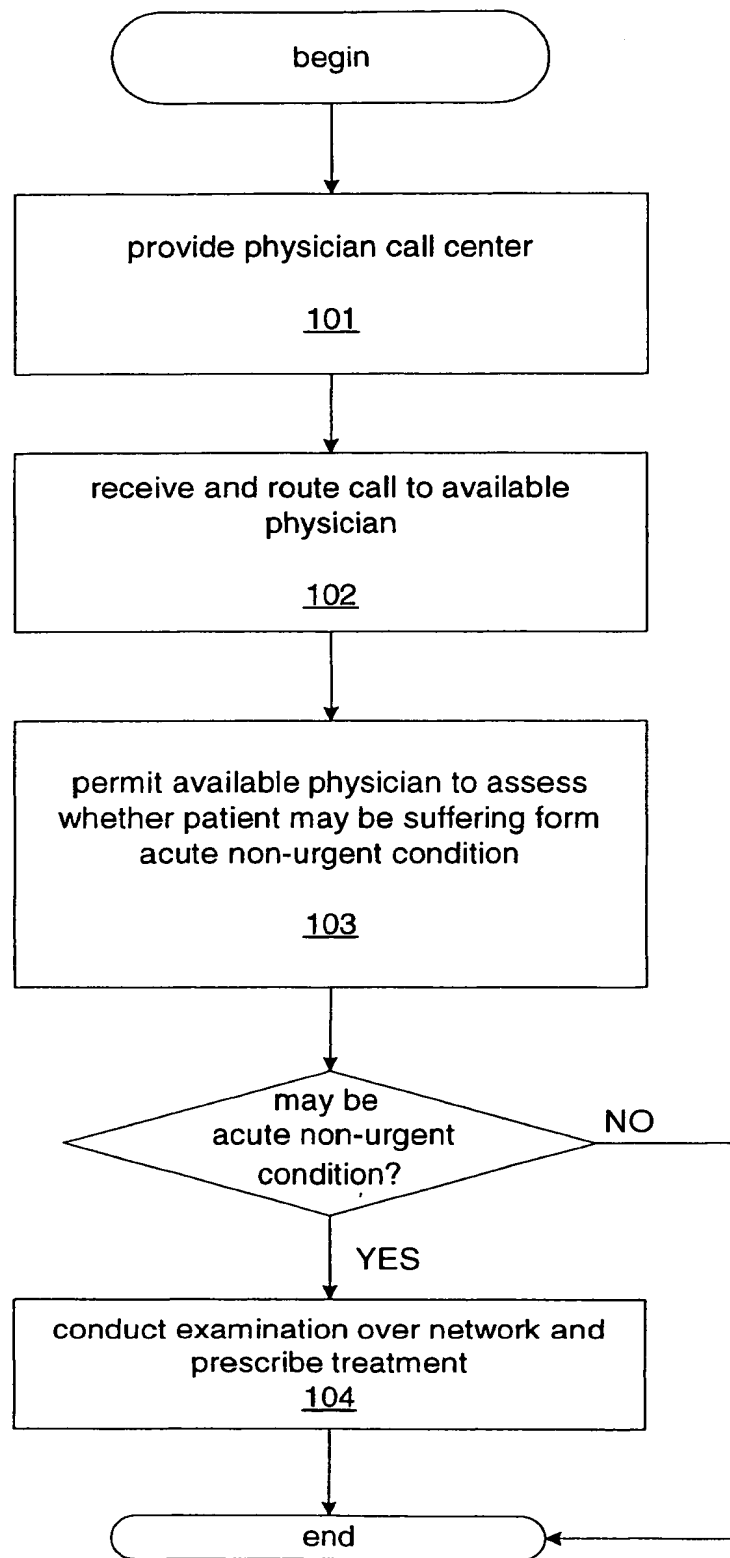 begin
provide physician call center
101
receive and route call to available
physician
102
permit available physician to assess
whether patient may be suffering form
acute non-urgent condition
103
may be
acute non-urgent
condition?
NO
YES
conduct examination over network and
prescribe treatment
104
end